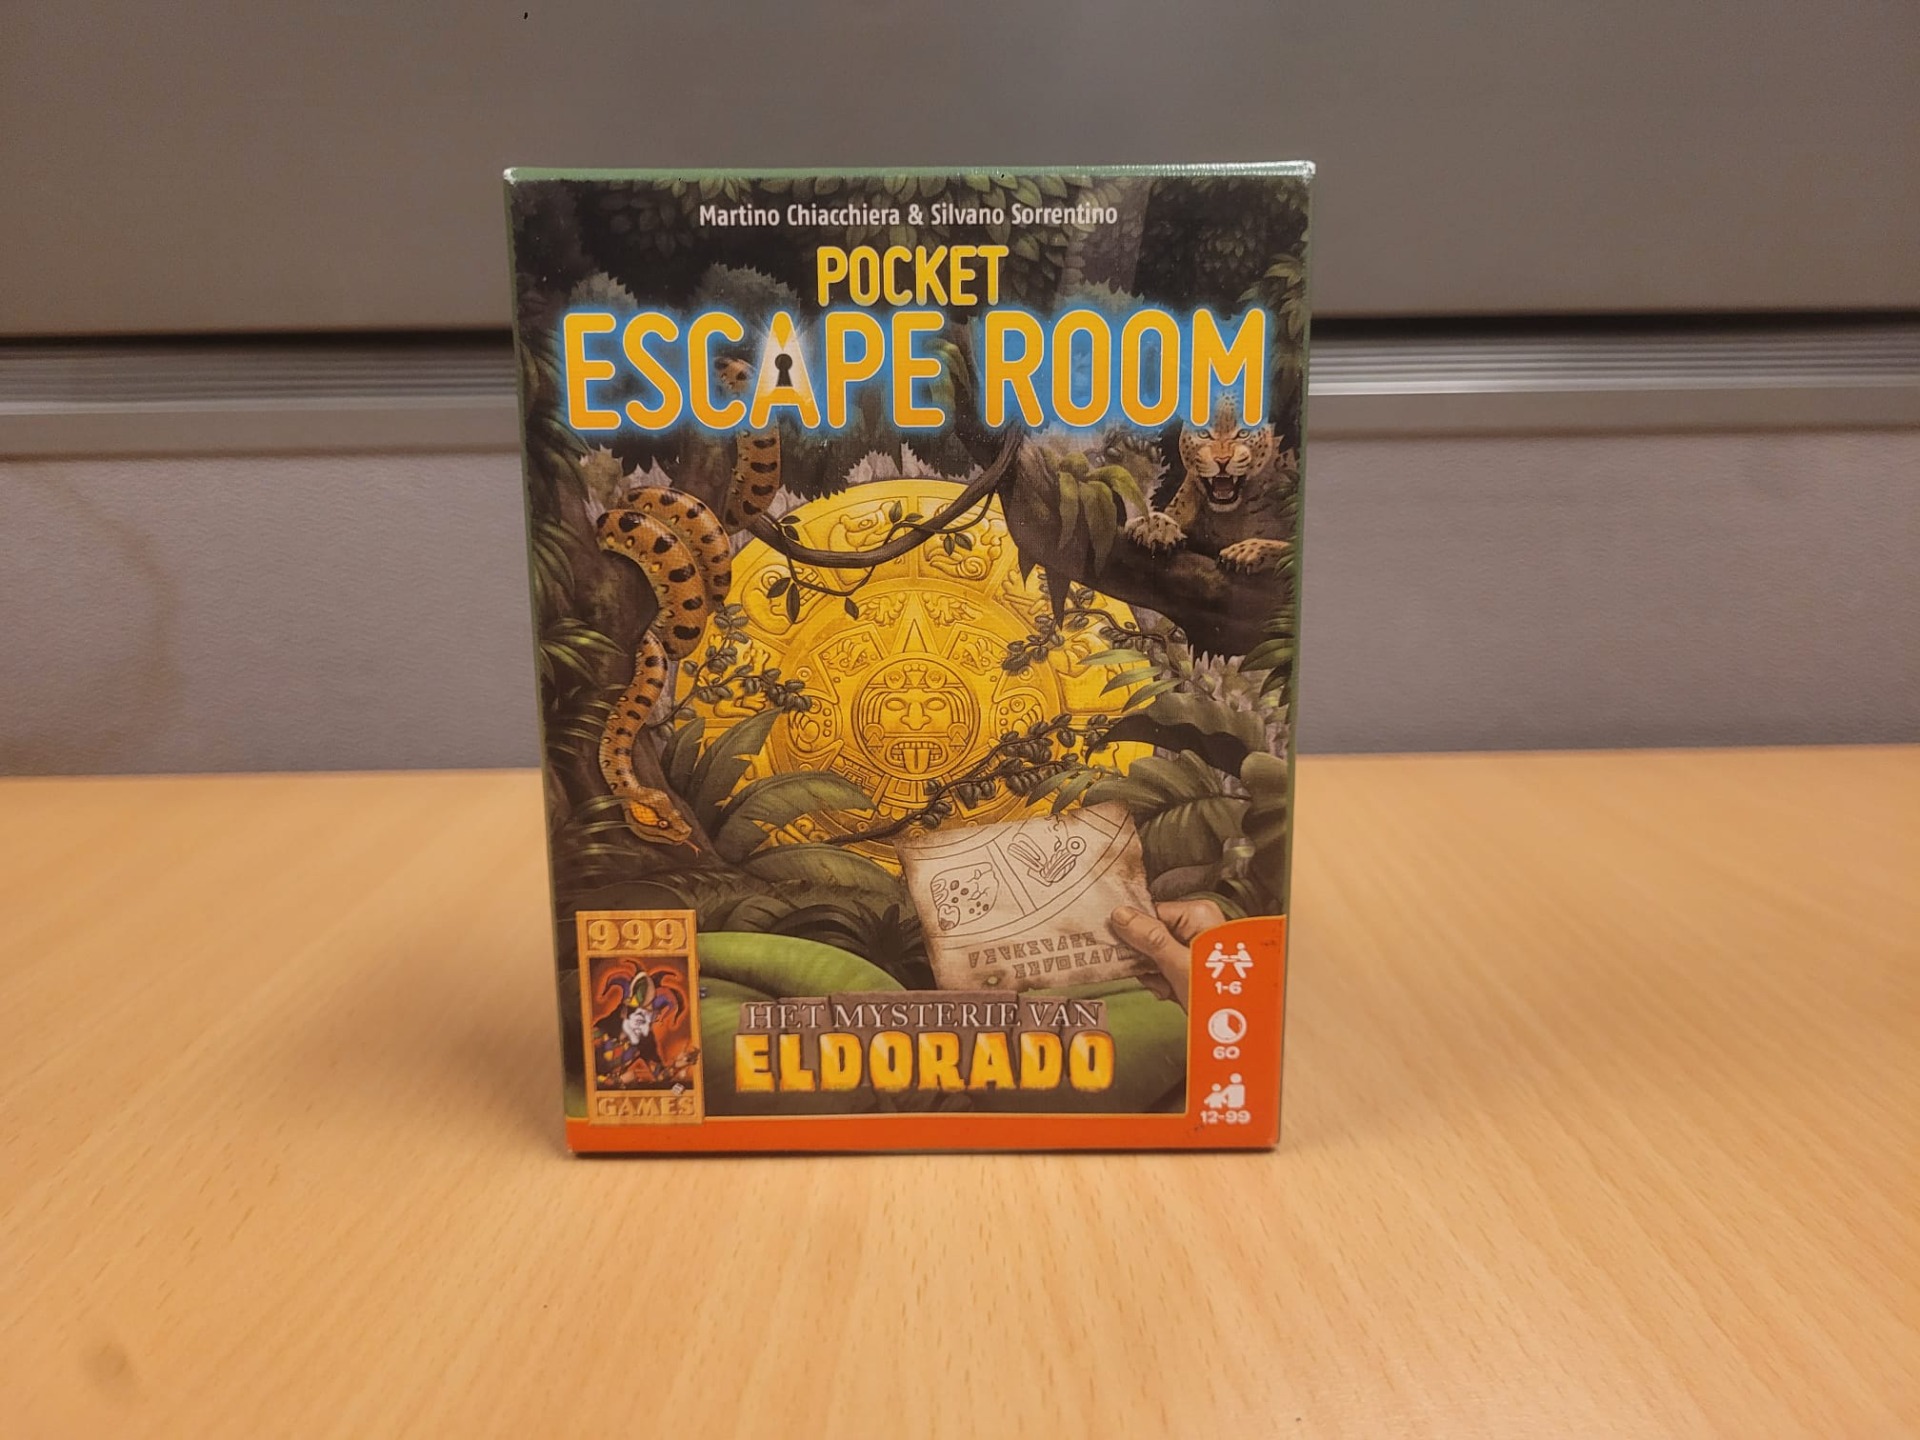 Martino Chiacchiera & Silvano Sorrentino
POCKET
ESCAPE ROOM
999
GAMES
HET MYSTERIE VAN
ELDORADO
1-6
60
12-99